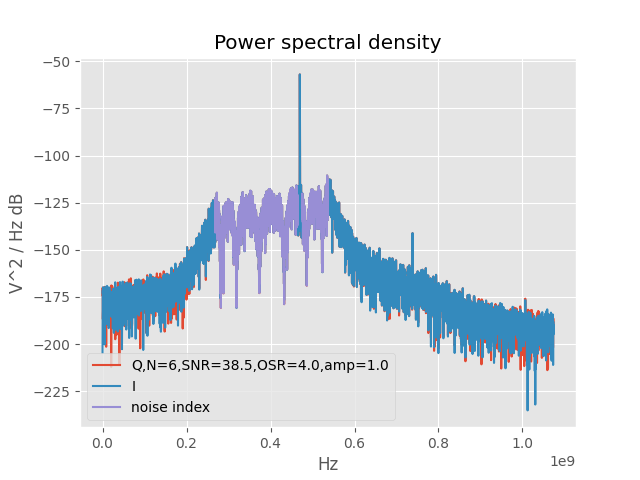 Power spectral density
V^2 / Hz dB
−50
−75
−100
−125
−150
−175
−200
−225
Q,N=6,SNR=38.5,OSR=4.0,amp=1.0
I
noise index
0.0 0.2 0.4 0.6 0.8 1.0
1e9
Hz